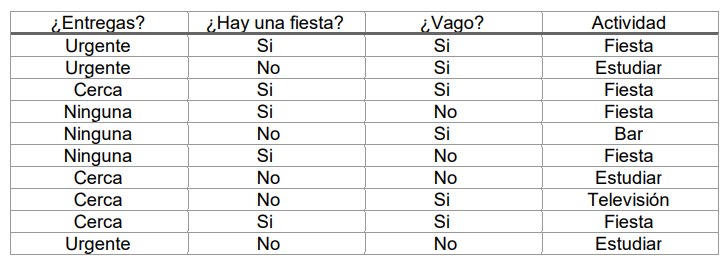 ¿Entregas? ¿Hay una fiesta? ¿Vago? Actividad
Urgente Si Si Fiesta
Urgente No Si Estudiar
Cerca Si Si Fiesta
Ninguna Si No Fiesta
Ninguna No Si Bar
Ninguna Si No Fiesta
Cerca No No Estudiar
Cerca No Si Televisión
Cerca Si Si Fiesta
Urgente No No Estudiar